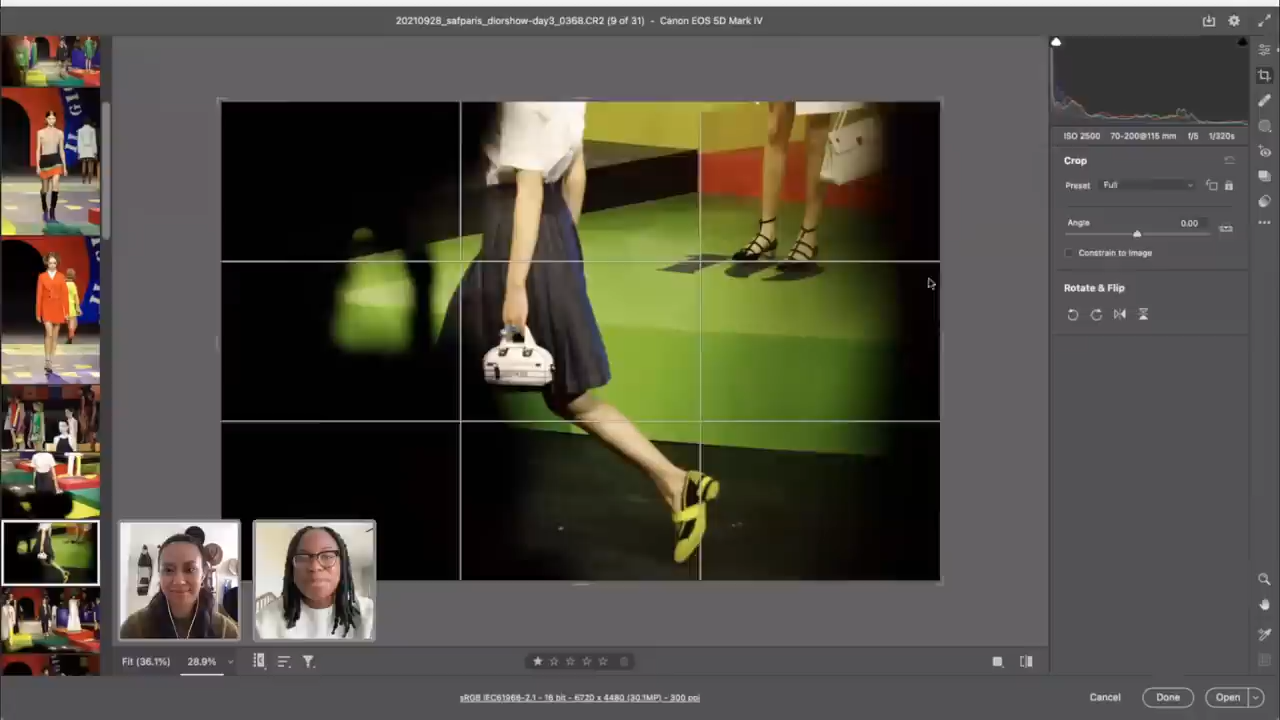 20210928_safparis_diorshow-day3_0368.CR2 (9 of 31) - Canon EOS 5D Mark IV
ISO 2500 70-200@115 mm f/5 1/320s
Crop
Preset Full
Angle 0.00
Constrain to Image
Rotate & Flip
Fit (36.1%) 28.9%
sRGB IEC61966-2.1 - 16 bit - 6720 x 4480 (30.1MP) - 300 ppi
Cancel Done Open